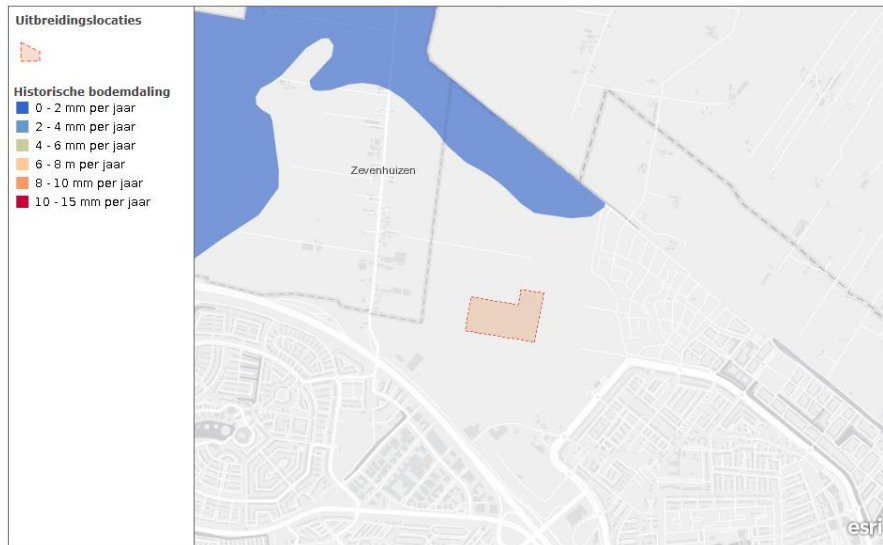 Uitbreidingslocaties
Historische bodemdaling
0 - 2 mm per jaar
2 - 4 mm per jaar
4 - 6 mm per jaar
6 - 8 m per jaar
8 - 10 mm per jaar
10 - 15 mm per jaar
Zevenhuizen
esri